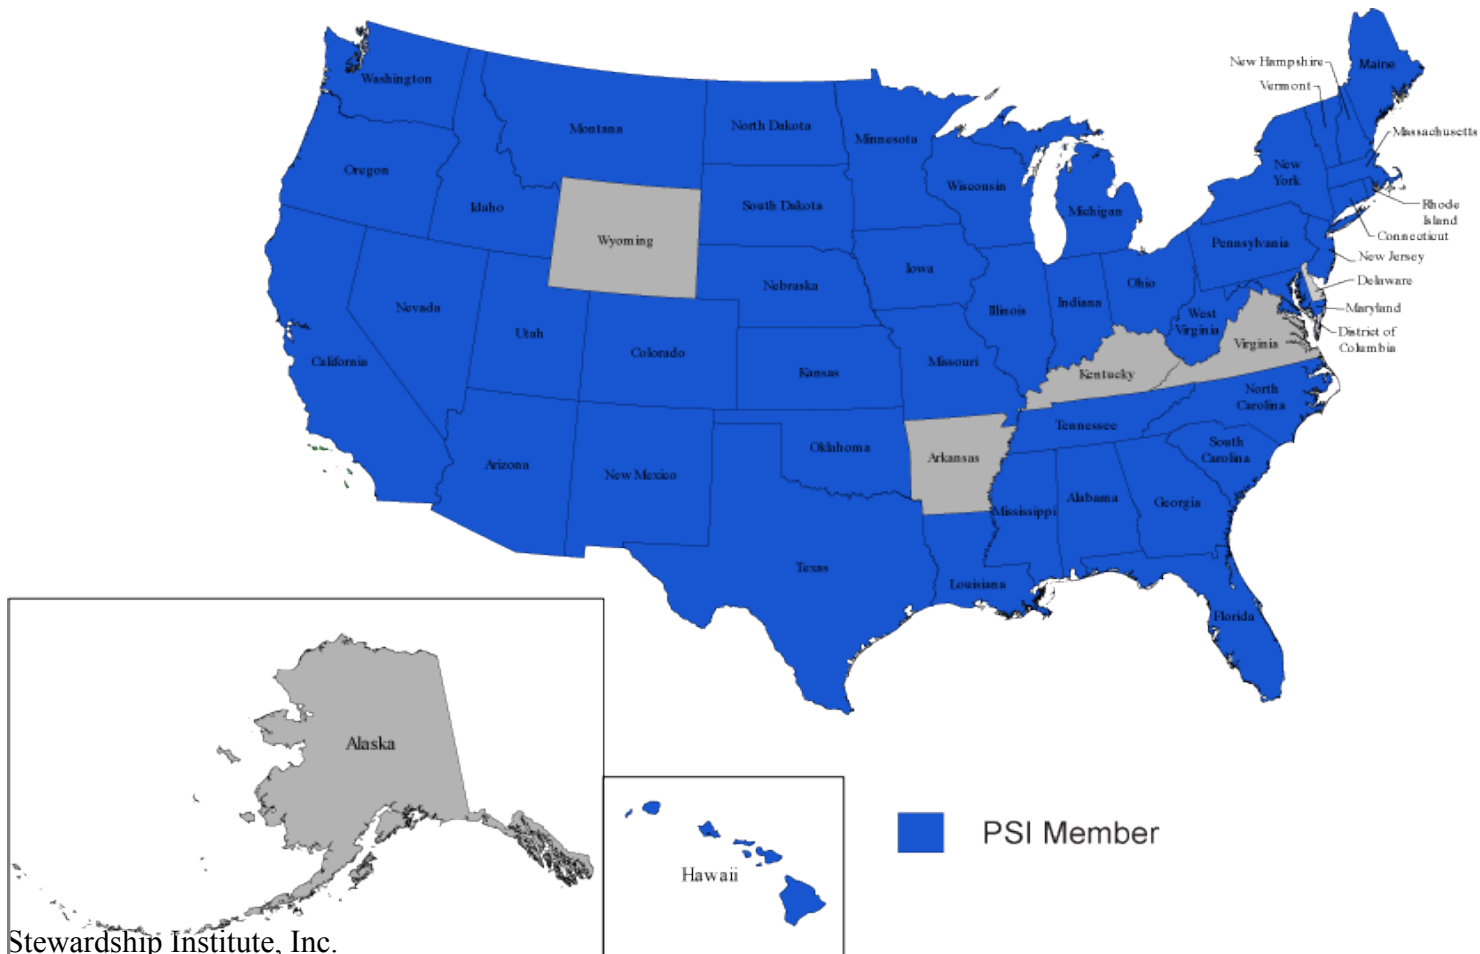 Washington
Montana
North Dakota
Minnesota
Maine
New Hampshire
Vermont
Massachusetts
Oregon
Idaho
Wyoming
South Dakota
Wisconsin
Michigan
New
York
Rhode
Island
Connecticut
New Jersey
Delaware
Maryland
District of
Columbia
Pennsylvania
Nevada
Utah
Colorado
Nebraska
Iowa
Illinois
Indiana
Ohio
West
Virginia
Virginia
California
Kansas
Missouri
Kentucky
North
Carolina
Tennessee
South
Carolina
Arizona
New Mexico
Oklahoma
Arkansas
Mississippi
Alabama
Georgia
Texas
Louisiana
Florida
Alaska
Hawaii
PSI Member
Stewardship Institute, Inc.